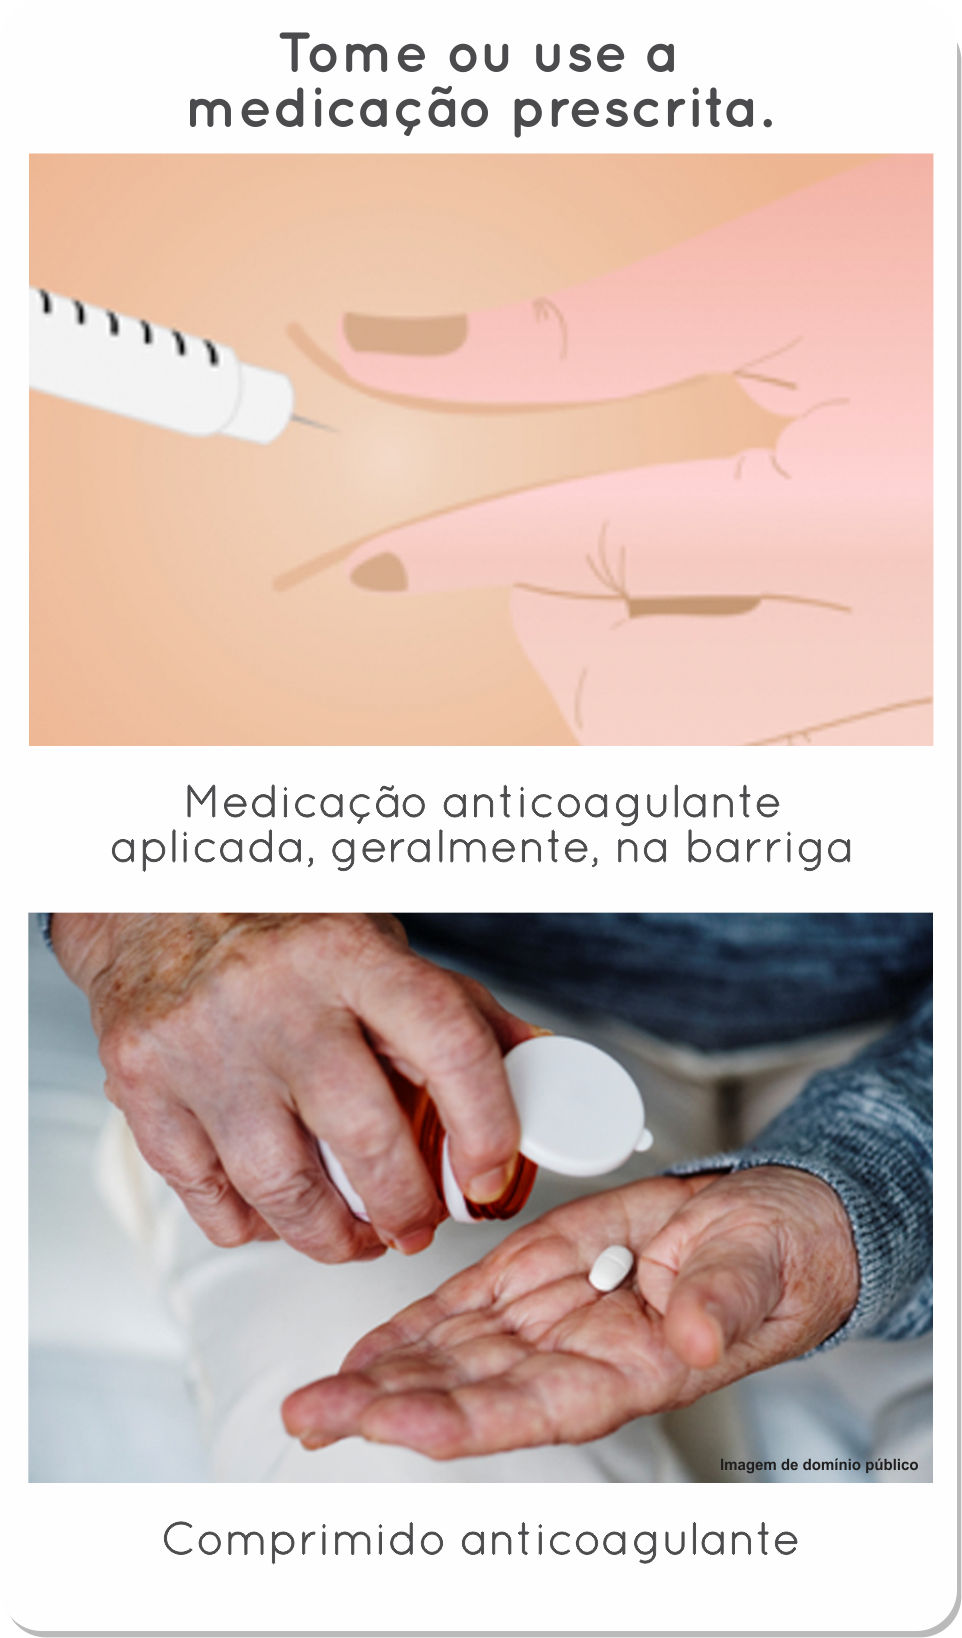 Tome ou use a
medicação prescrita.
Medicação anticoagulante
aplicada, geralmente, na barriga
Imagem de domínio público
Comprimido anticoagulante